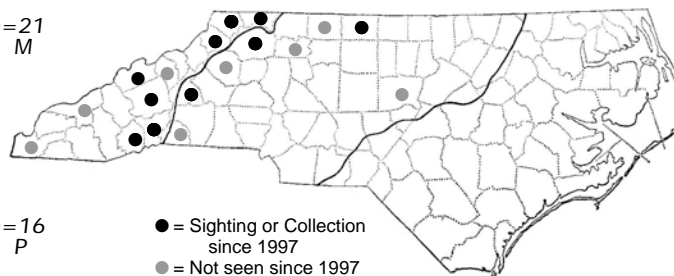 =21
M
=16
P
● = Sighting or Collection
since 1997
● = Not seen since 1997